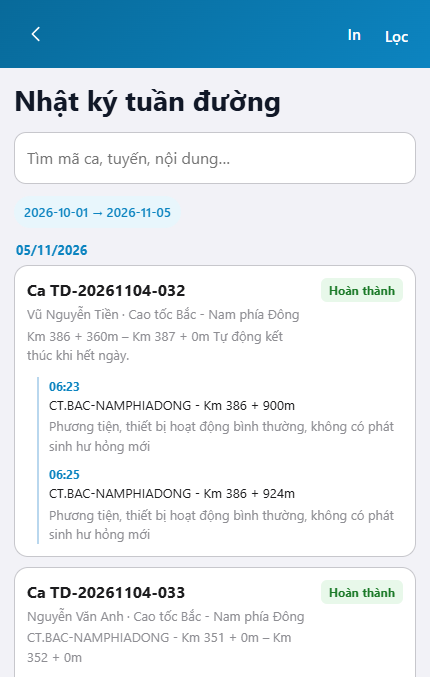 In
Lọc
Nhật ký tuần đường
Tìm mã ca, tuyến, nội dung...
2026-10-01 → 2026-11-05
05/11/2026
Ca TD-20261104-032
Hoàn thành
Vũ Nguyễn Tiền · Cao tốc Bắc - Nam phía Đông
Km 386 + 360m – Km 387 + 0m Tự động kết
thúc khi hết ngày.
06:23
CT.BAC-NAMPHIADONG - Km 386 + 900m
Phương tiện, thiết bị hoạt động bình thường, không có phát
sinh hư hỏng mới
06:25
CT.BAC-NAMPHIADONG - Km 386 + 924m
Phương tiện, thiết bị hoạt động bình thường, không có phát
sinh hư hỏng mới
Ca TD-20261104-033
Hoàn thành
Nguyễn Văn Anh · Cao tốc Bắc - Nam phía Đông
CT.BAC-NAMPHIADONG - Km 351 + 0m – Km
352 + 0m